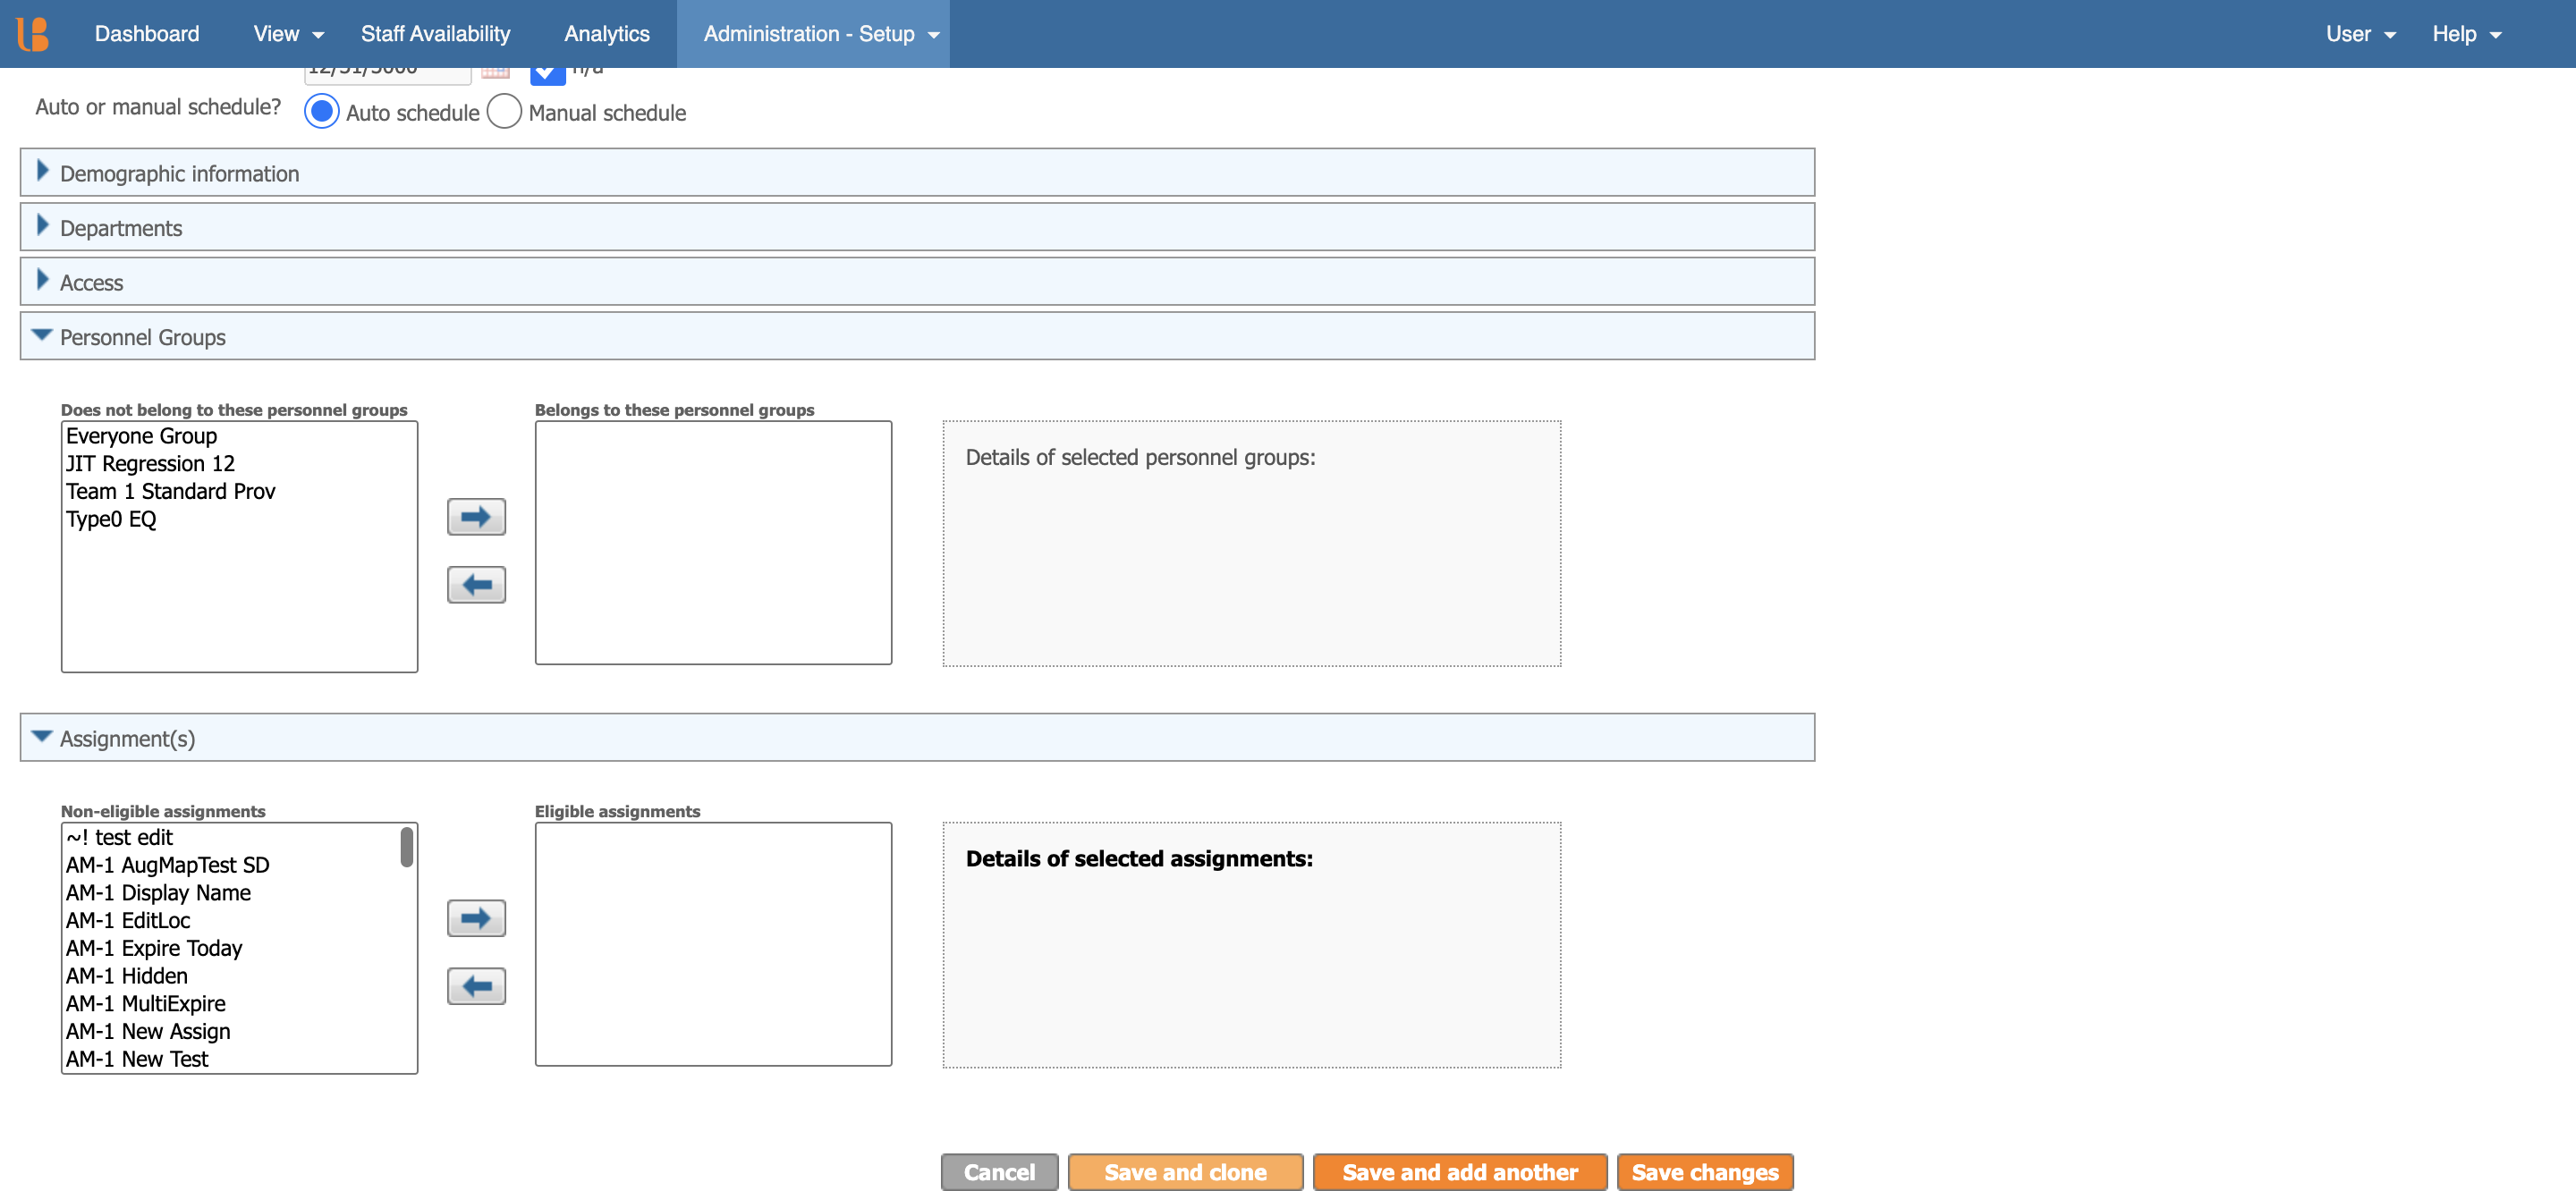 Dashboard View Staff Availability Analytics Administration - Setup User Help
12/31/3000 n/a
Auto or manual schedule? Auto schedule Manual schedule
Demographic information
Departments
Access
Personnel Groups
Does not belong to these personnel groups Belongs to these personnel groups
Everyone Group
JIT Regression 12
Team 1 Standard Prov
Type0 EQ
Details of selected personnel groups:
Assignment(s)
Non-eligible assignments Eligible assignments
~! test edit
AM-1 AugMapTest SD
AM-1 Display Name
AM-1 EditLoc
AM-1 Expire Today
AM-1 Hidden
AM-1 MultiExpire
AM-1 New Assign
AM-1 New Test
Details of selected assignments:
Cancel Save and clone Save and add another Save changes